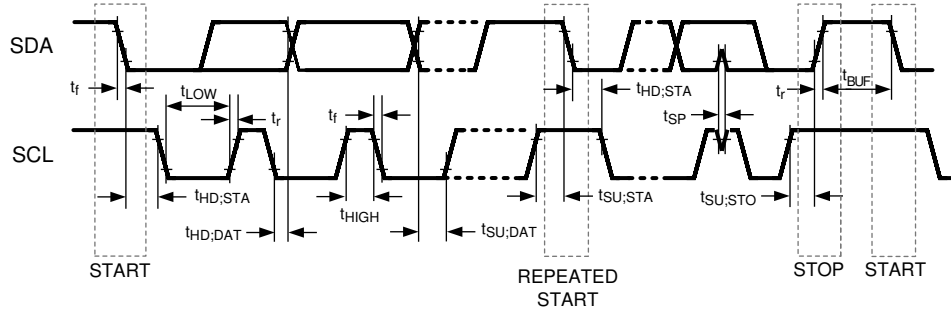 SDA
t_f
t_LOW
t_r
t_f
t_HD;STA
t_SP
t_r
t_BUF
SCL
t_HD;STA
t_HD;DAT
t_HIGH
t_SU;DAT
t_SU;STA
t_SU;STO
START
REPEATED
START
STOP
START